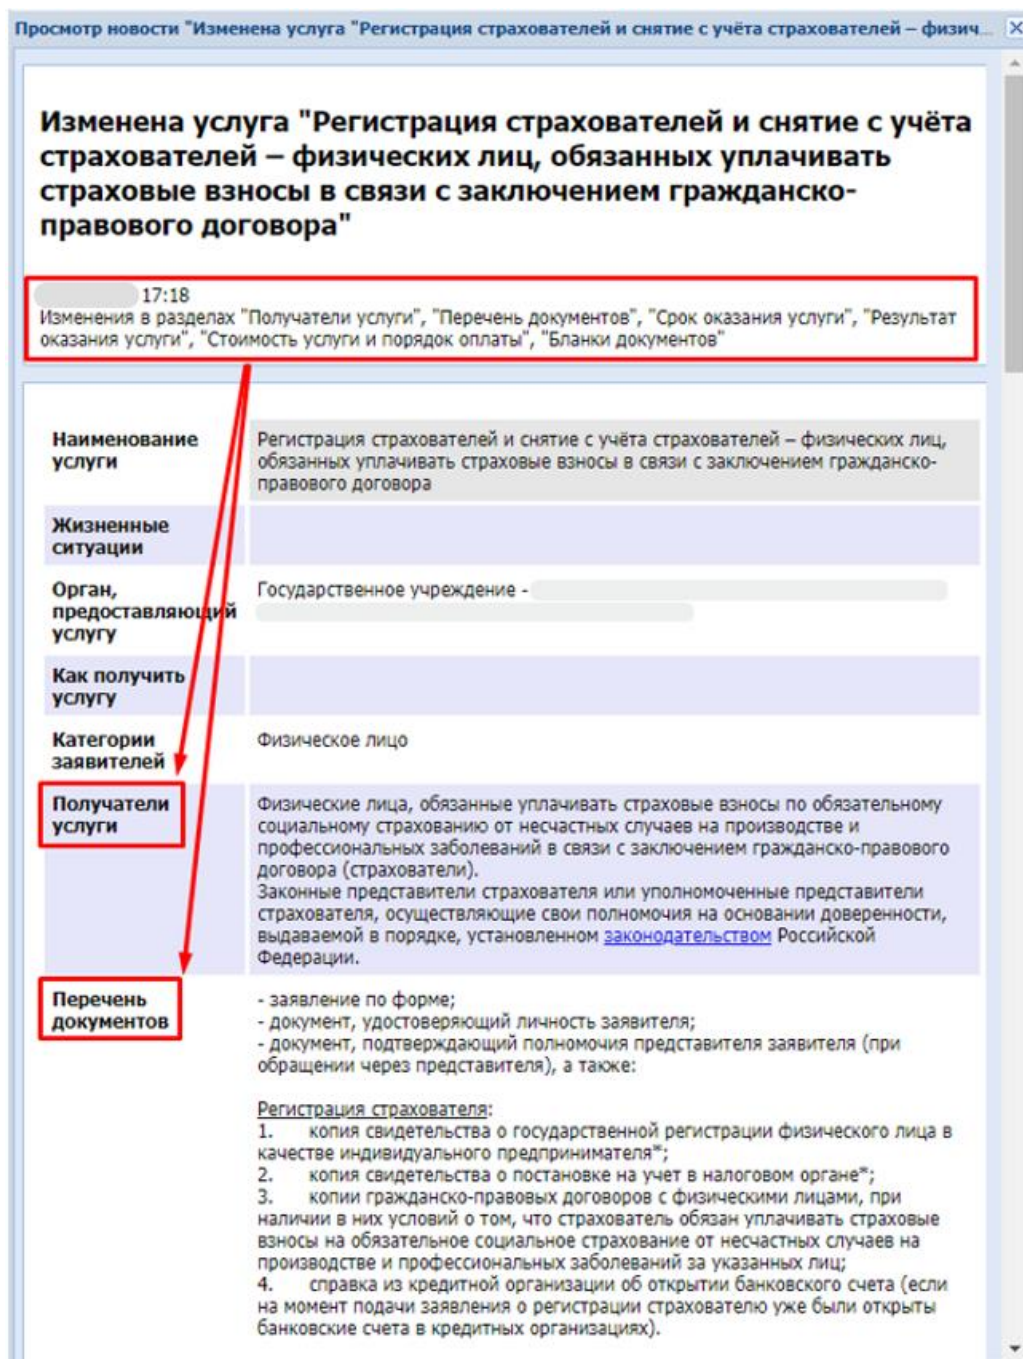 Просмотр новости "Изменена услуга "Регистрация страхователей и снятие с учёта страхователей – физич...
Изменена услуга "Регистрация страхователей и снятие с учёта
страхователей – физических лиц, обязанных уплачивать
страховые взносы в связи с заключением гражданско-
правового договора"
17:18
Изменения в разделах "Получатели услуги", "Перечень документов", "Срок оказания услуги", "Результат
оказания услуги", "Стоимость услуги и порядок оплаты", "Бланки документов"
Наименование
услуги
Регистрация страхователей и снятие с учёта страхователей – физических лиц,
обязанных уплачивать страховые взносы в связи с заключением гражданско-
правового договора
Жизненные
ситуации
Орган,
предоставляющий
услугу
Государственное учреждение -
Как получить
услугу
Категории
заявителей
Физическое лицо
Получатели
услуги
Физические лица, обязанные уплачивать страховые взносы по обязательному
социальному страхованию от несчастных случаев на производстве и
профессиональных заболеваний в связи с заключением гражданско-правового
договора (страхователи).
Законные представители страхователя или уполномоченные представители
страхователя, осуществляющие свои полномочия на основании доверенности,
выдаваемой в порядке, установленном законодательством Российской
Федерации.
Перечень
документов
- заявление по форме;
- документ, удостоверяющий личность заявителя;
- документ, подтверждающий полномочия представителя заявителя (при
обращении через представителя), а также:
Регистрация страхователя:
1. копия свидетельства о государственной регистрации физического лица в
качестве индивидуального предпринимателя*;
2. копия свидетельства о постановке на учет в налоговом органе*;
3. копии гражданско-правовых договоров с физическими лицами, при
наличии в них условий о том, что страхователь обязан уплачивать страховые
взносы на обязательное социальное страхование от несчастных случаев на
производстве и профессиональных заболеваний за указанных лиц;
4. справка из кредитной организации об открытии банковского счета (если
на момент подачи заявления о регистрации страхователю уже были открыты
банковские счета в кредитных организациях).